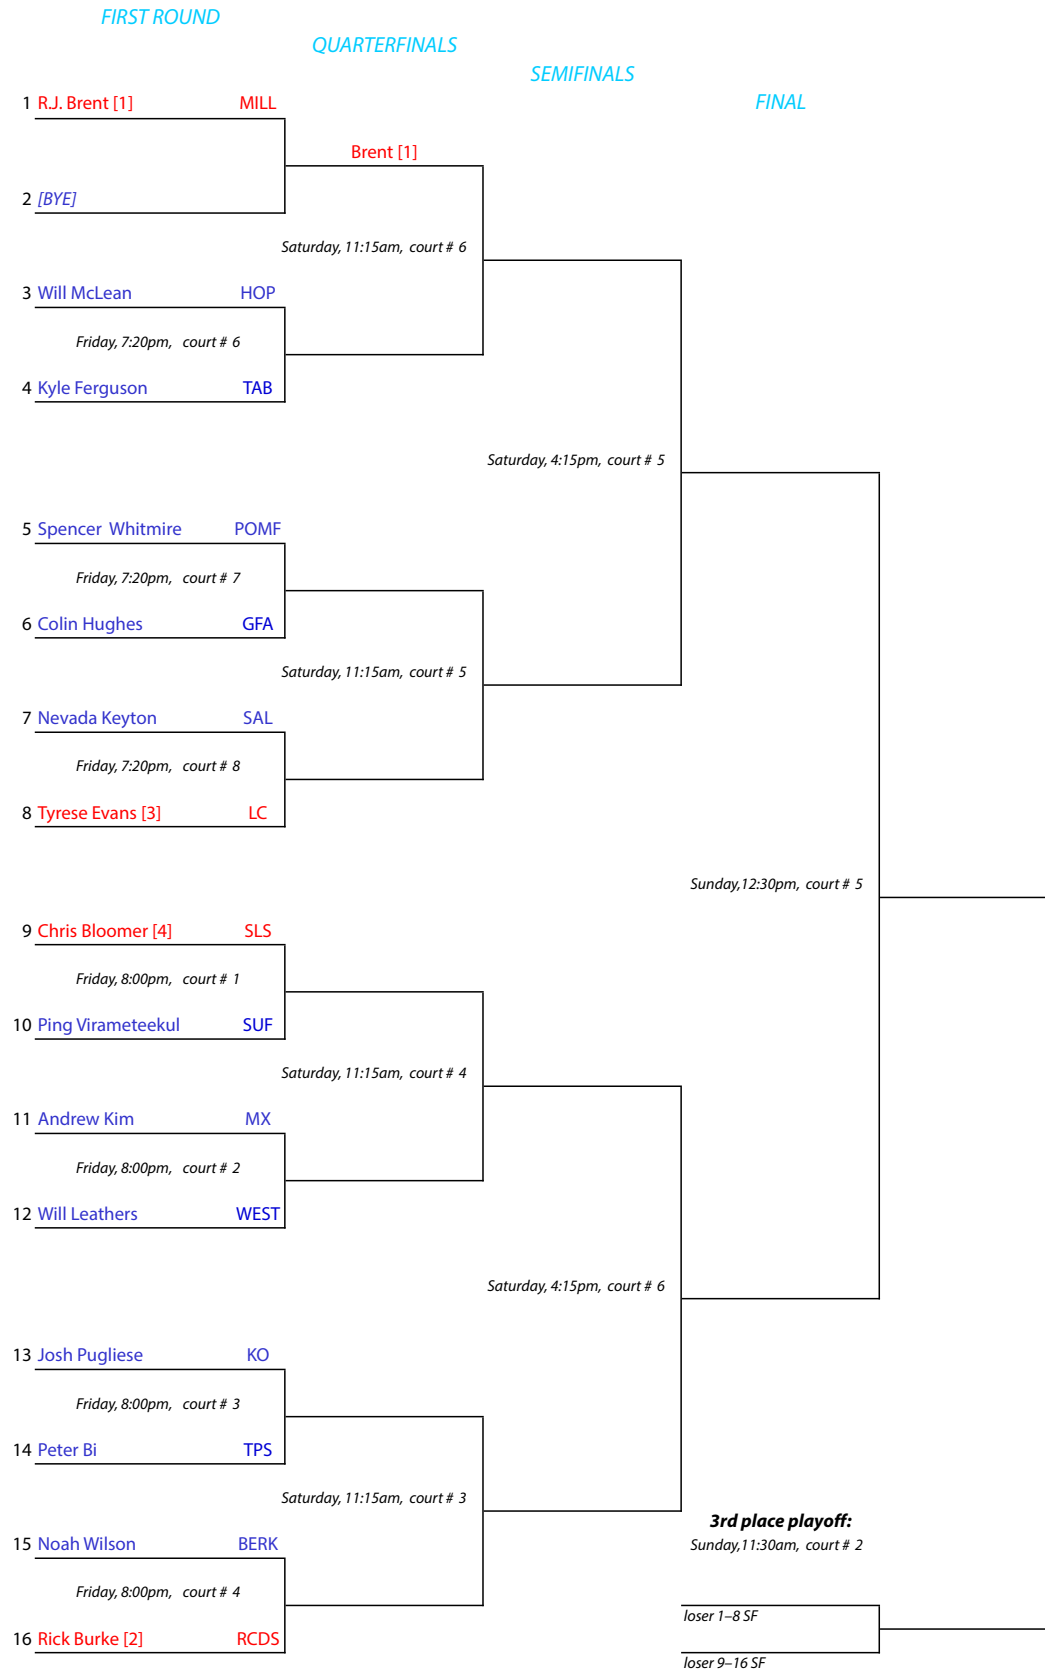 FIRST ROUND
QUARTERFINALS
SEMIFINALS
FINAL
1 R.J. Brent [1] MILL
Brent [1]
2 [BYE]
Saturday, 11:15am, court # 6
3 Will McLean HOP
Friday, 7:20pm, court # 6
4 Kyle Ferguson TAB
Saturday, 4:15pm, court # 5
5 Spencer Whitmire POMF
Friday, 7:20pm, court # 7
6 Colin Hughes GFA
Saturday, 11:15am, court # 5
7 Nevada Keyton SAL
Friday, 7:20pm, court # 8
8 Tyrese Evans [3] LC
Sunday,12:30pm, court # 5
9 Chris Bloomer [4] SLS
Friday, 8:00pm, court # 1
10 Ping Virameteekul SUF
Saturday, 11:15am, court # 4
11 Andrew Kim MX
Friday, 8:00pm, court # 2
12 Will Leathers WEST
Saturday, 4:15pm, court # 6
13 Josh Pugliese KO
Friday, 8:00pm, court # 3
14 Peter Bi TPS
Saturday, 11:15am, court # 3
3rd place playoff:
15 Noah Wilson BERK
Sunday,11:30am, court # 2
Friday, 8:00pm, court # 4
loser 1–8 SF
16 Rick Burke [2] RCDS
loser 9–16 SF